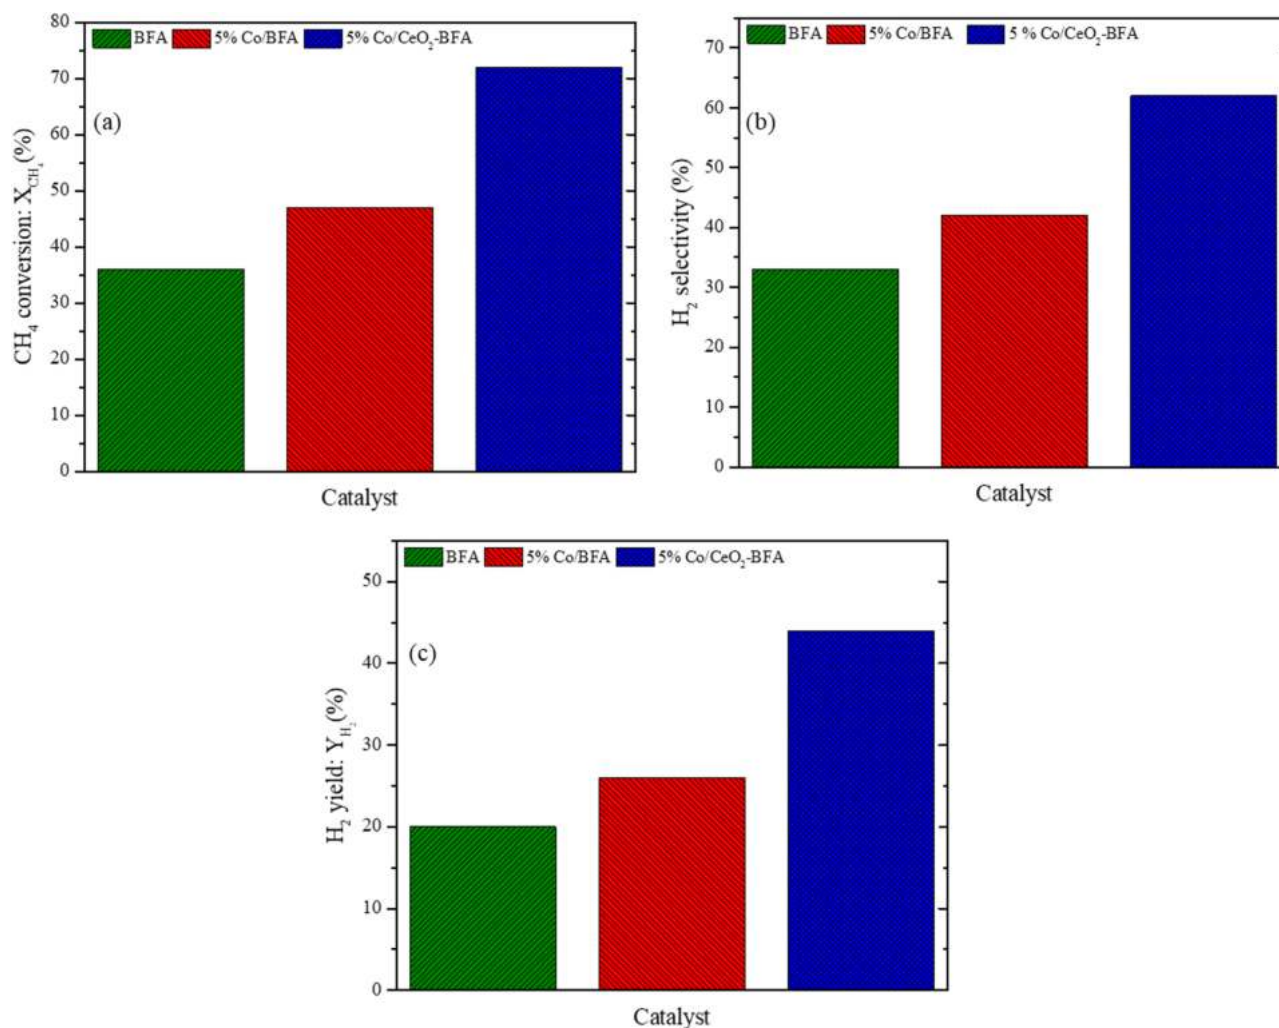 BFA 5% Co/BFA 5% Co/CeO₂-BFA
80
70
60
50
40
30
20
10
0
(a)
CH₄ conversion: X_CH₄(%)
Catalyst
BFA 5% Co/BFA 5 % Co/CeO₂-BFA
70
60
50
40
30
20
10
0
(b)
H₂ selectivity (%)
Catalyst
BFA 5% Co/BFA 5% Co/CeO₂-BFA
50
40
30
20
10
0
(c)
H₂ yield: Y_H₂(%)
Catalyst